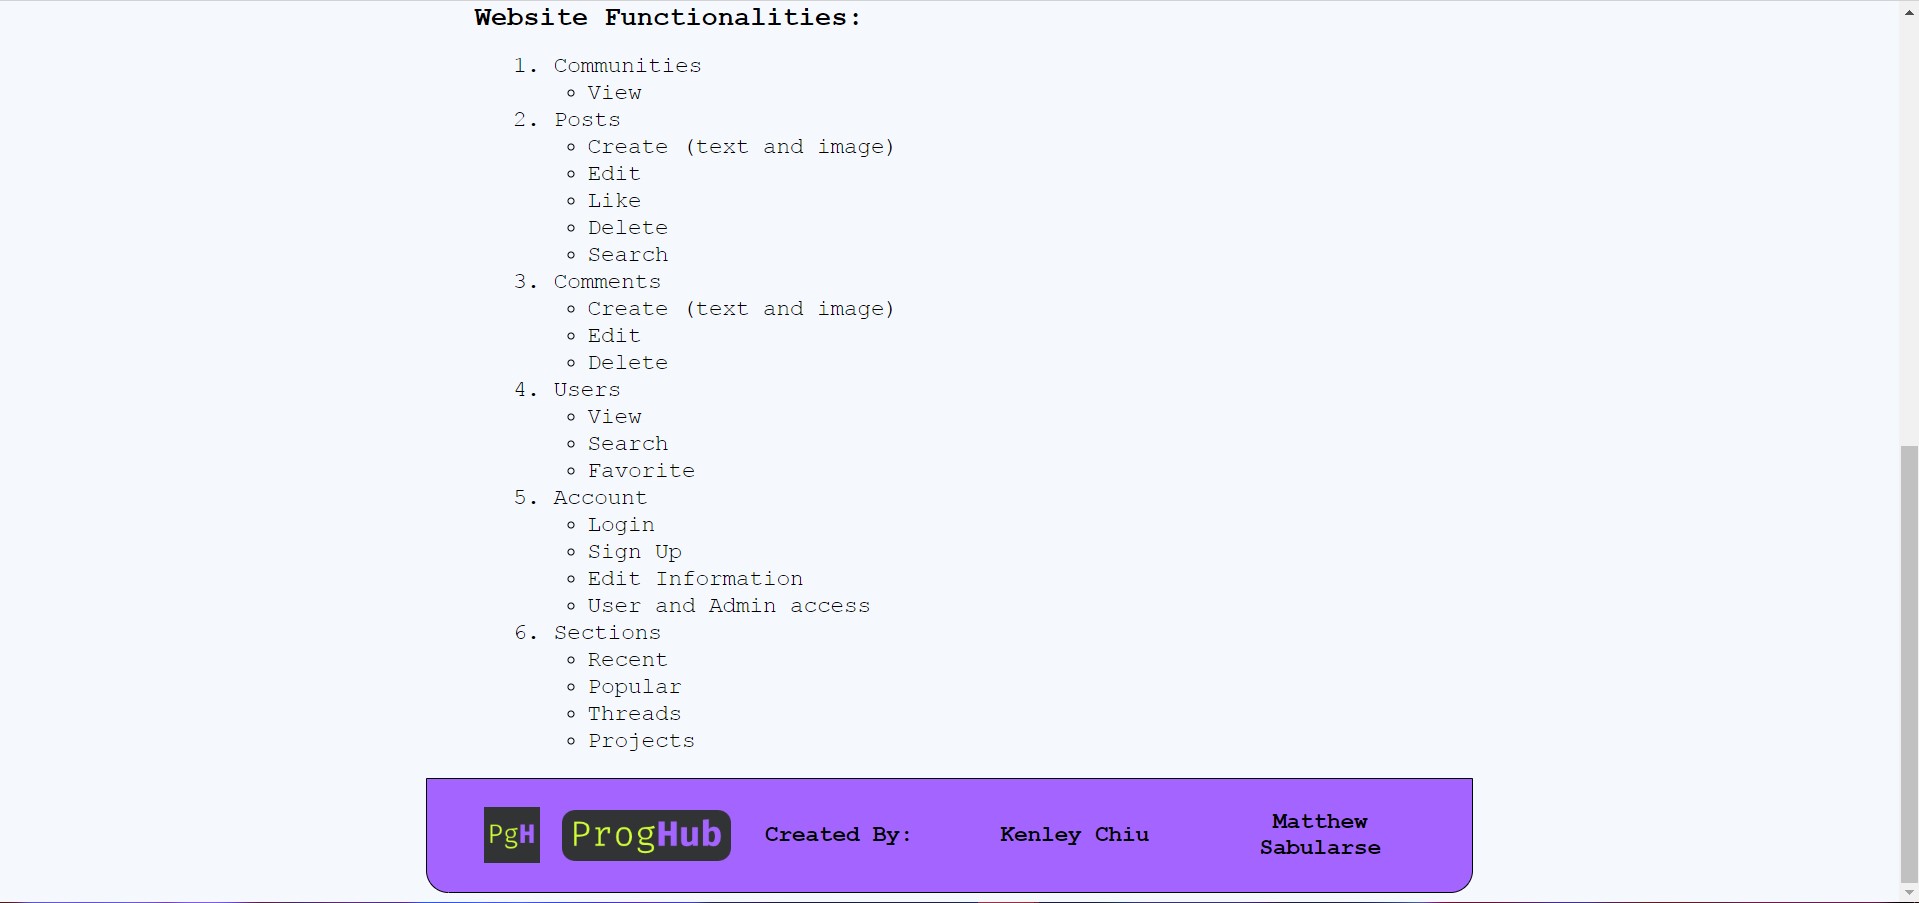 Website Functionalities:
1. Communities
View
2. Posts
Create (text and image)
Edit
Like
Delete
Search
3. Comments
Create (text and image)
Edit
Delete
4. Users
View
Search
Favorite
5. Account
Login
Sign Up
Edit Information
User and Admin access
6. Sections
Recent
Popular
Threads
Projects
PgH
ProgHub
Created By:
Kenley Chiu
Matthew
Sabularse